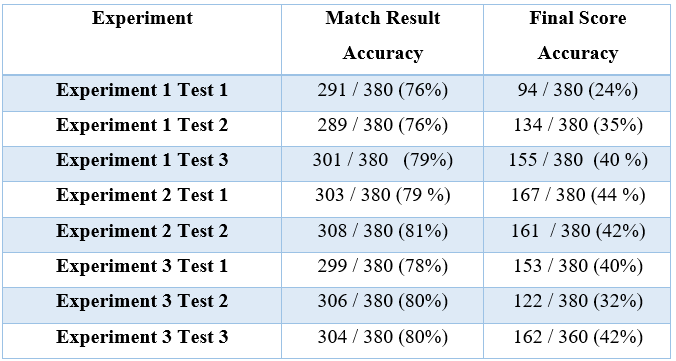 Experiment Match Result Final Score
Accuracy Accuracy
Experiment 1 Test 1 291 / 380 (76%) 94 / 380 (24%)
Experiment 1 Test 2 289 / 380 (76%) 134 / 380 (35%)
Experiment 1 Test 3 301 / 380 (79%) 155 / 380 (40 %)
Experiment 2 Test 1 303 / 380 (79 %) 167 / 380 (44 %)
Experiment 2 Test 2 308 / 380 (81%) 161 / 380 (42%)
Experiment 3 Test 1 299 / 380 (78%) 153 / 380 (40%)
Experiment 3 Test 2 306 / 380 (80%) 122 / 380 (32%)
Experiment 3 Test 3 304 / 380 (80%) 162 / 360 (42%)